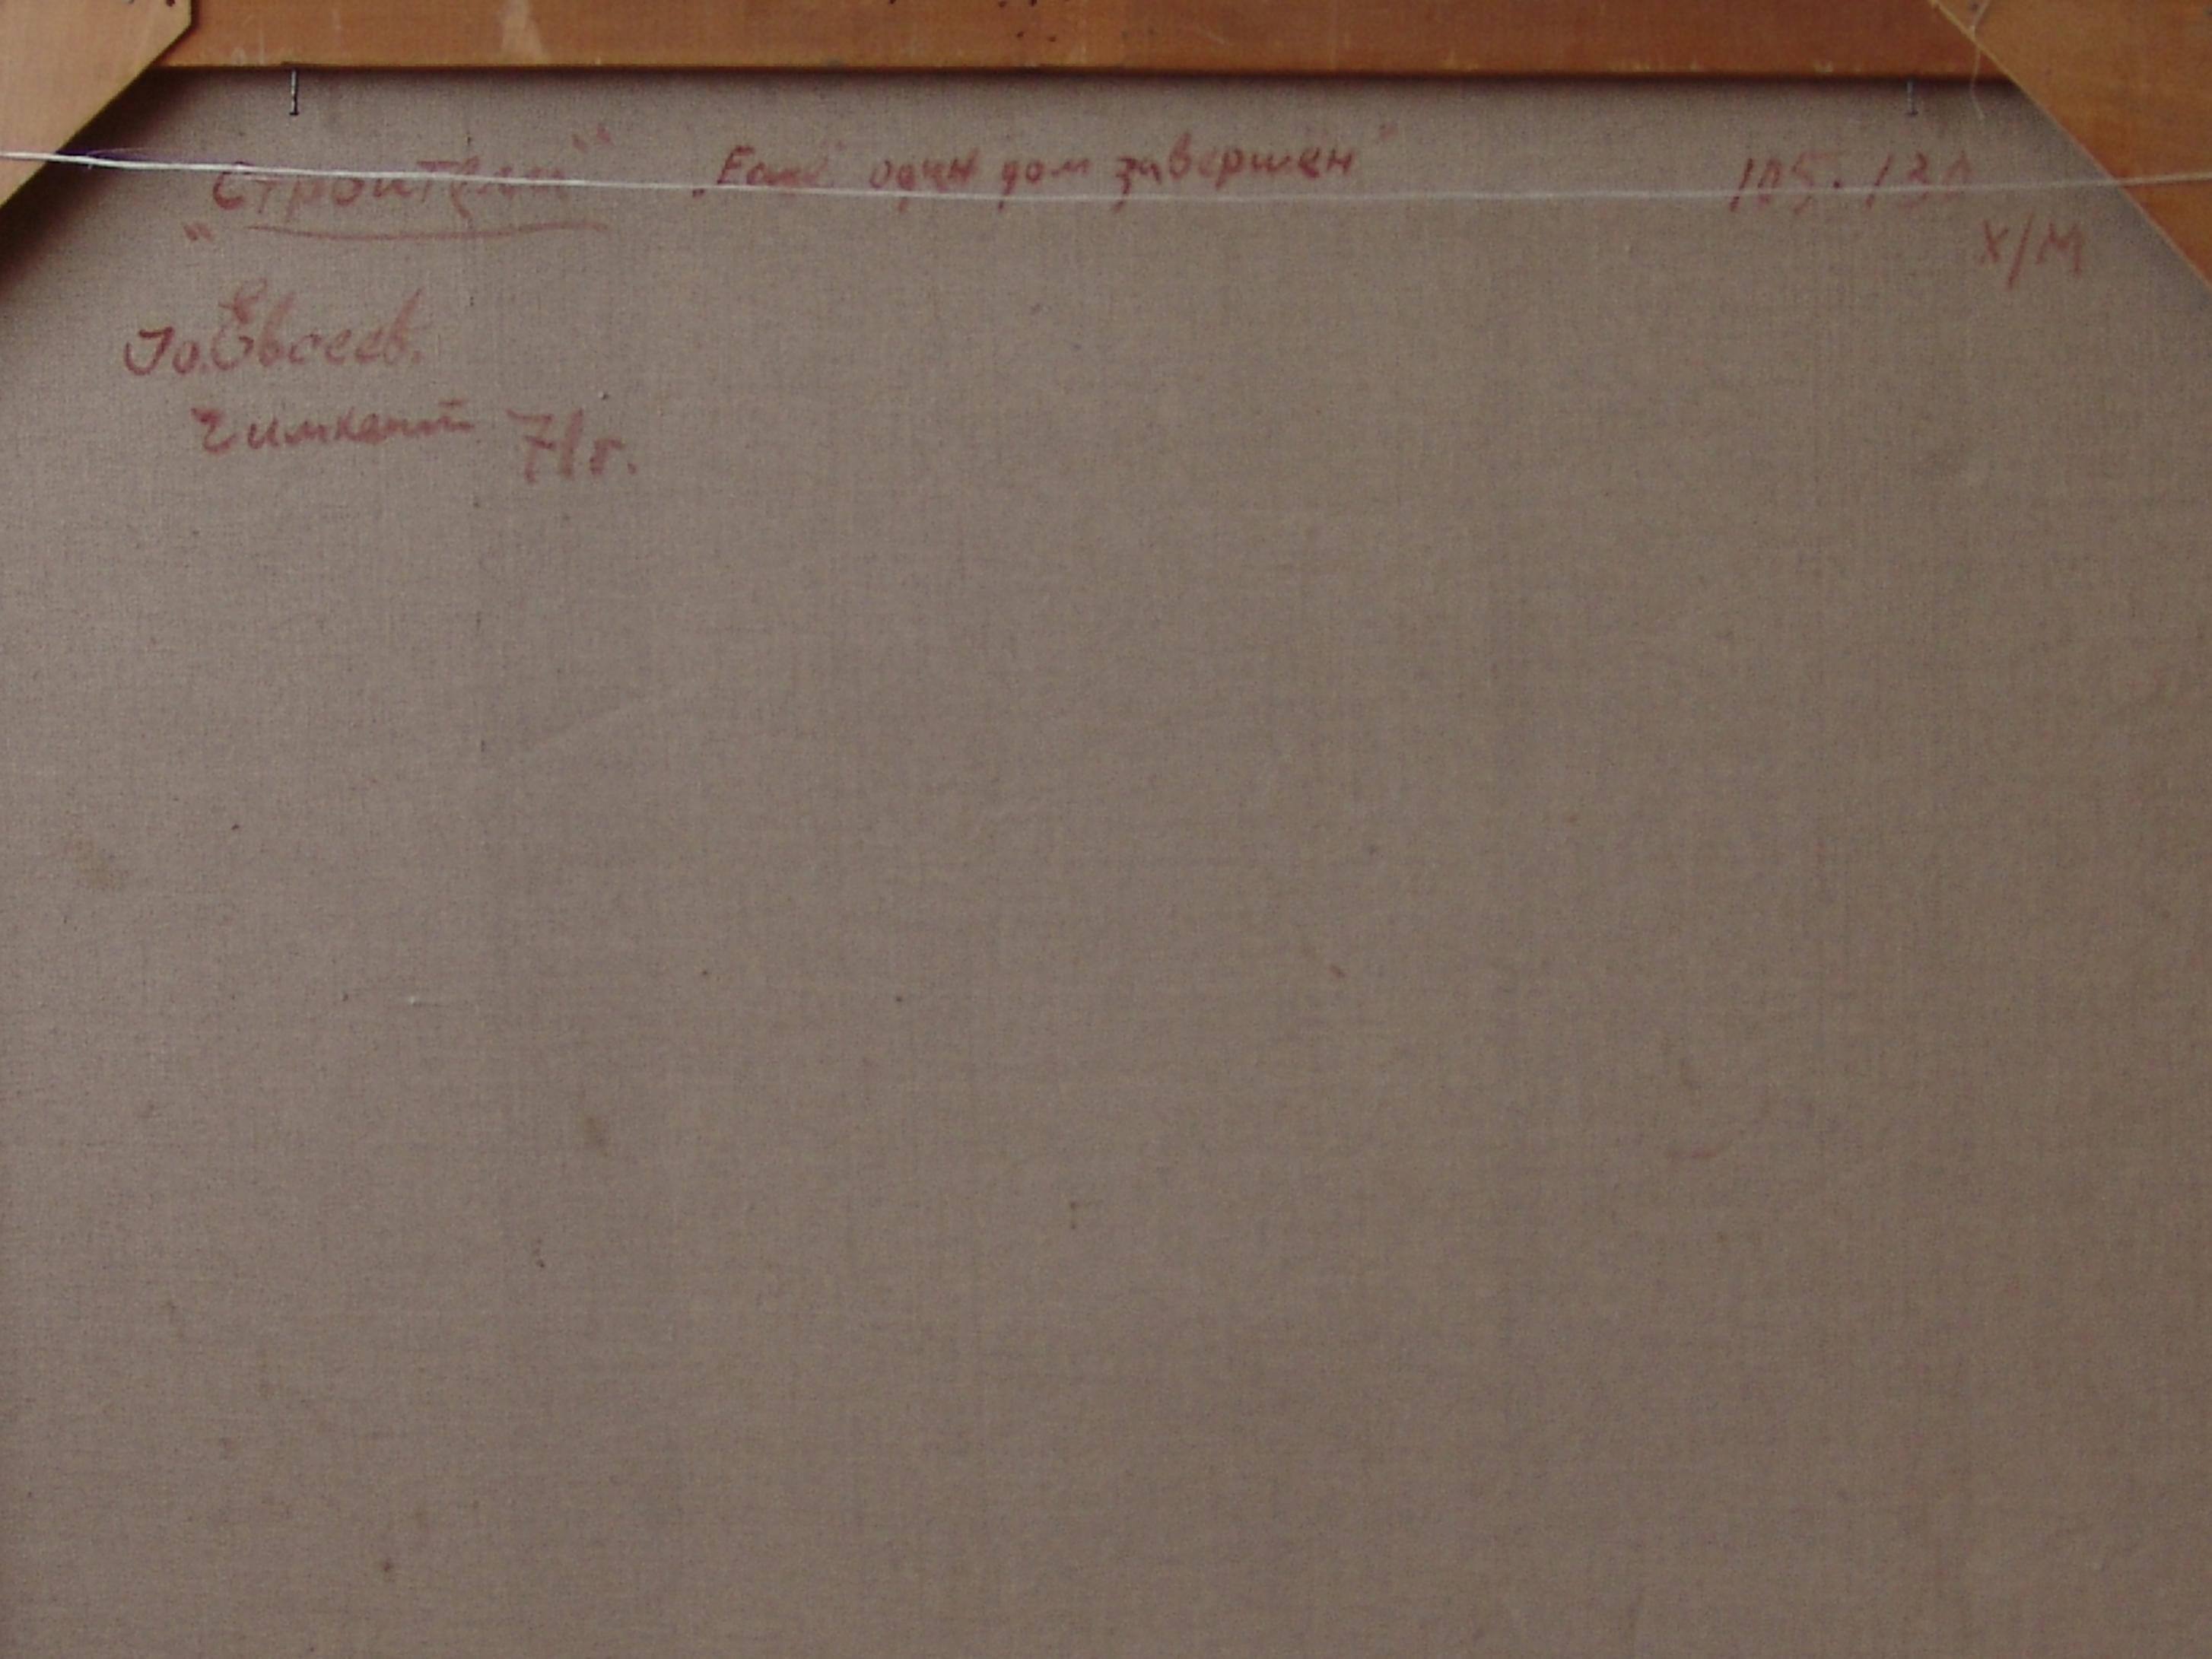 „Строители“ „Ещё один дом завершён“ 105·130
х/м
Ю. Евсеев.
Чимкент 71г.